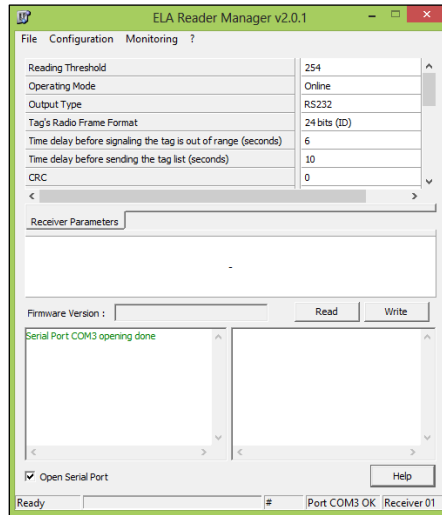 ELA Reader Manager v2.0.1
File Configuration Monitoring ?
Reading Threshold 254
Operating Mode Online
Output Type RS232
Tag's Radio Frame Format 24 bits (ID)
Time delay before signaling the tag is out of range (seconds) 6
Time delay before sending the tag list (seconds) 10
CRC 0
Receiver Parameters
-
Firmware Version :
Read Write
Serial Port COM3 opening done
Open Serial Port
Help
Ready # Port COM3 OK Receiver 01